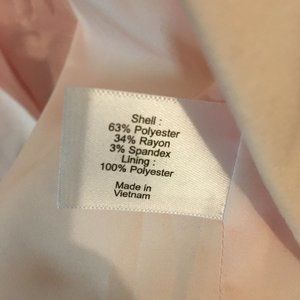 Shell :
63% Polyester
34% Rayon
3% Spandex
Lining :
100% Polyester
Made in
Vietnam